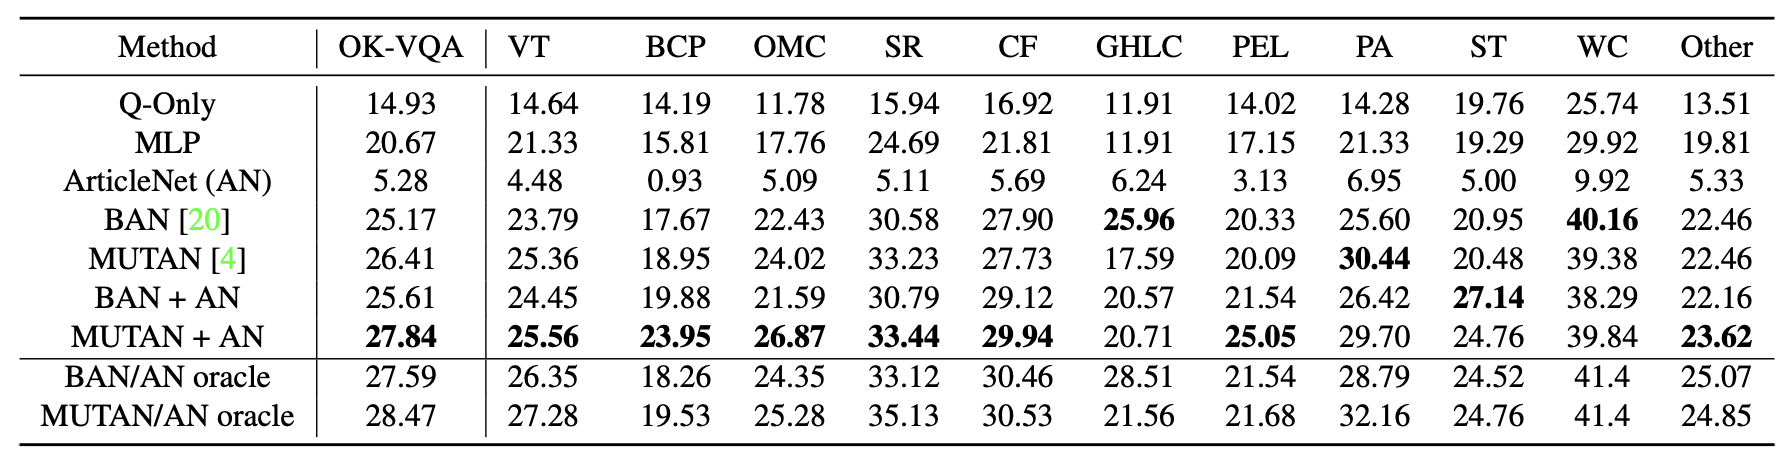 Method OK-VQA VT BCP OMC SR CF GHLC PEL PA ST WC Other
Q-Only 14.93 14.64 14.19 11.78 15.94 16.92 11.91 14.02 14.28 19.76 25.74 13.51
MLP 20.67 21.33 15.81 17.76 24.69 21.81 11.91 17.15 21.33 19.29 29.92 19.81
ArticleNet (AN) 5.28 4.48 0.93 5.09 5.11 5.69 6.24 3.13 6.95 5.00 9.92 5.33
BAN [20] 25.17 23.79 17.67 22.43 30.58 27.90 25.96 20.33 25.60 20.95 40.16 22.46
MUTAN [4] 26.41 25.36 18.95 24.02 33.23 27.73 17.59 20.09 30.44 20.48 39.38 22.46
BAN + AN 25.61 24.45 19.88 21.59 30.79 29.12 20.57 21.54 26.42 27.14 38.29 22.16
MUTAN + AN 27.84 25.56 23.95 26.87 33.44 29.94 20.71 25.05 29.70 24.76 39.84 23.62
BAN/AN oracle 27.59 26.35 18.26 24.35 33.12 30.46 28.51 21.54 28.79 24.52 41.4 25.07
MUTAN/AN oracle 28.47 27.28 19.53 25.28 35.13 30.53 21.56 21.68 32.16 24.76 41.4 24.85